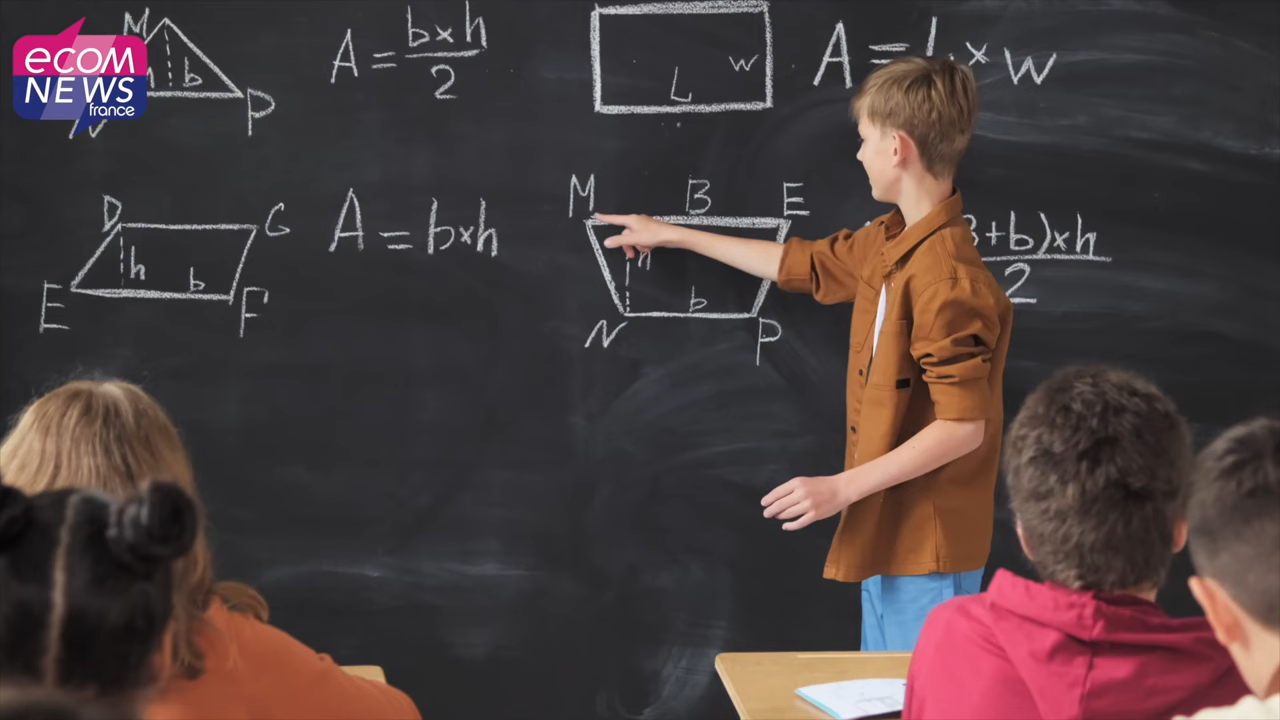 ecom
NEWS
france
M
b
P
N
A = b×h
2
L
w
A = L × w
D
G
h
b
E
F
A = b×h
M
B
E
h
b
N
P
B+b)×h
2